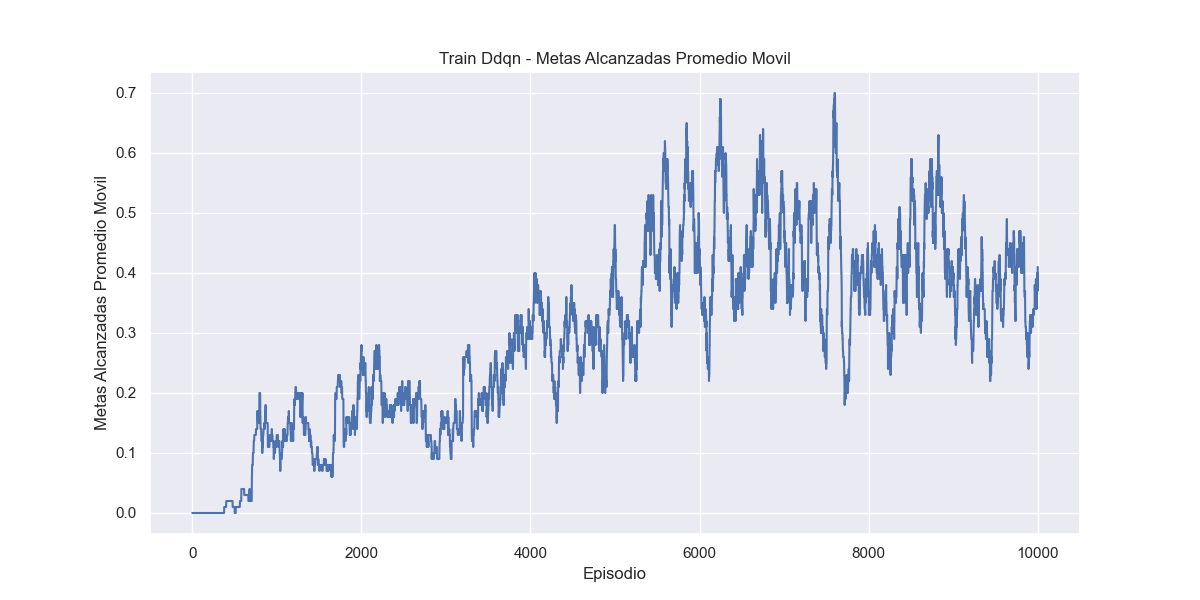 Train Ddqn - Metas Alcanzadas Promedio Movil
Metas Alcanzadas Promedio Movil
0.7
0.6
0.5
0.4
0.3
0.2
0.1
0.0
0 2000 4000 6000 8000 10000
Episodio